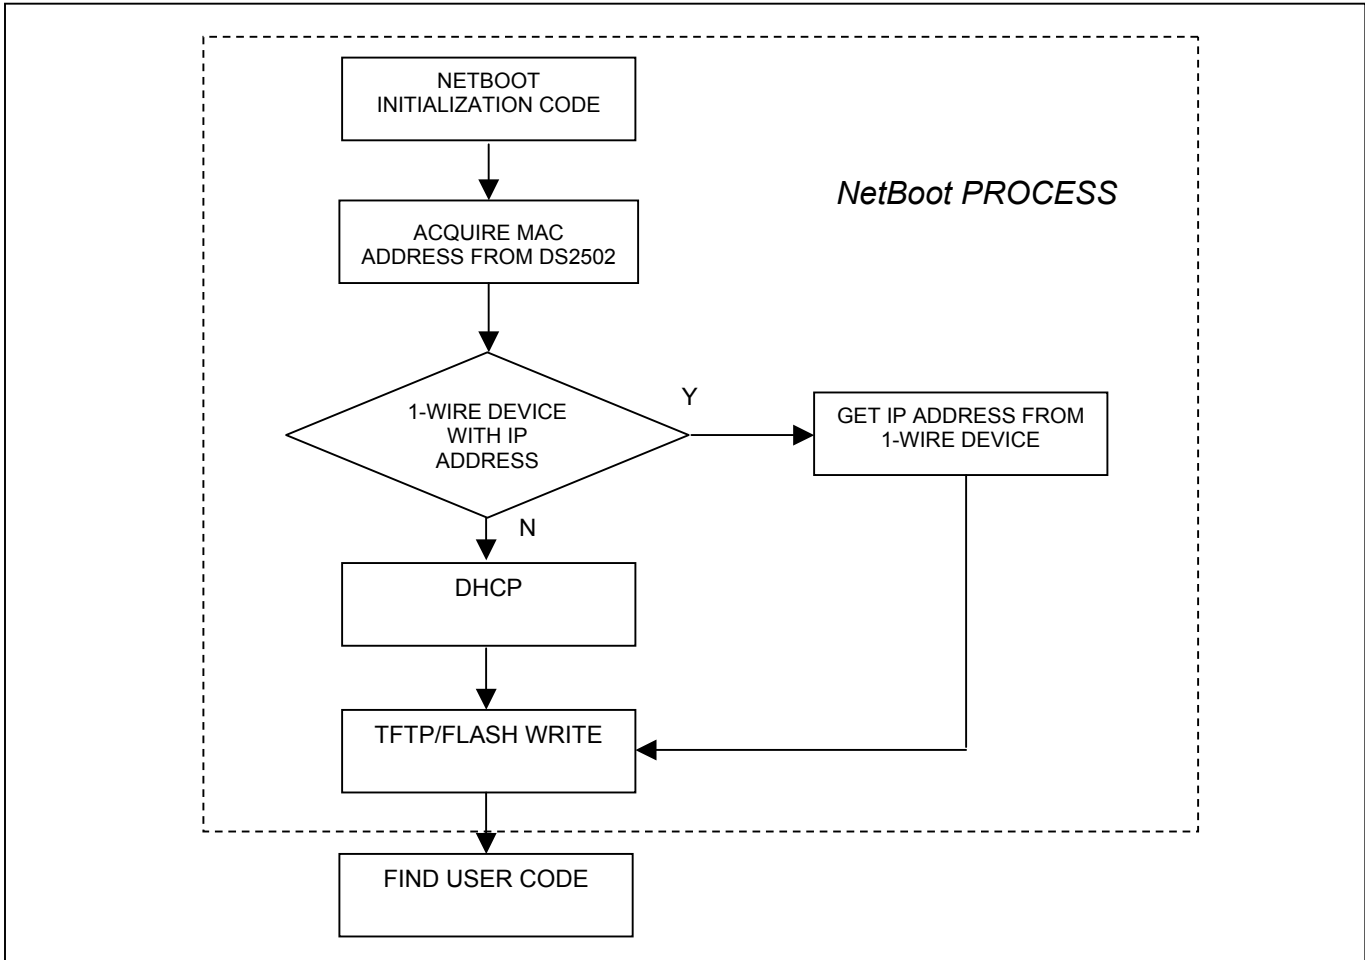 NETBOOT
INITIALIZATION CODE
NetBoot PROCESS
ACQUIRE MAC
ADDRESS FROM DS2502
1-WIRE DEVICE
WITH IP
ADDRESS
Y
GET IP ADDRESS FROM
1-WIRE DEVICE
N
DHCP
TFTP/FLASH WRITE
FIND USER CODE